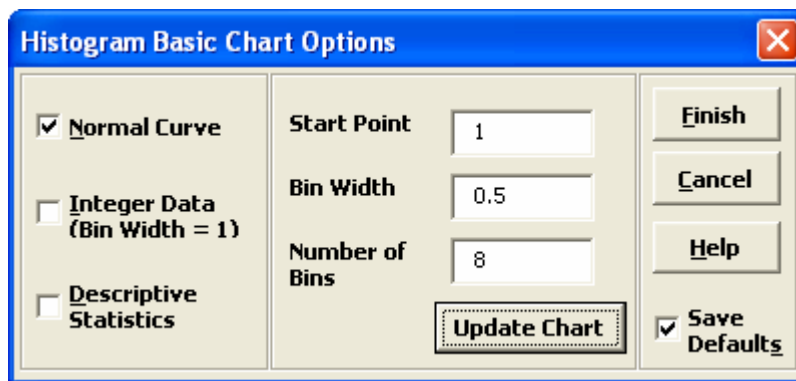 Histogram Basic Chart Options
Normal Curve
Integer Data
(Bin Width = 1)
Descriptive
Statistics
Start Point
1
Bin Width
0.5
Number of
Bins
8
Update Chart
Finish
Cancel
Help
Save
Defaults